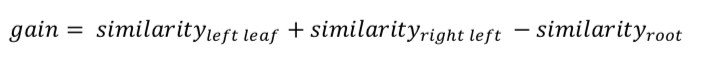 gain = similarity_{left leaf} + similarity_{right left} − similarity_{root}